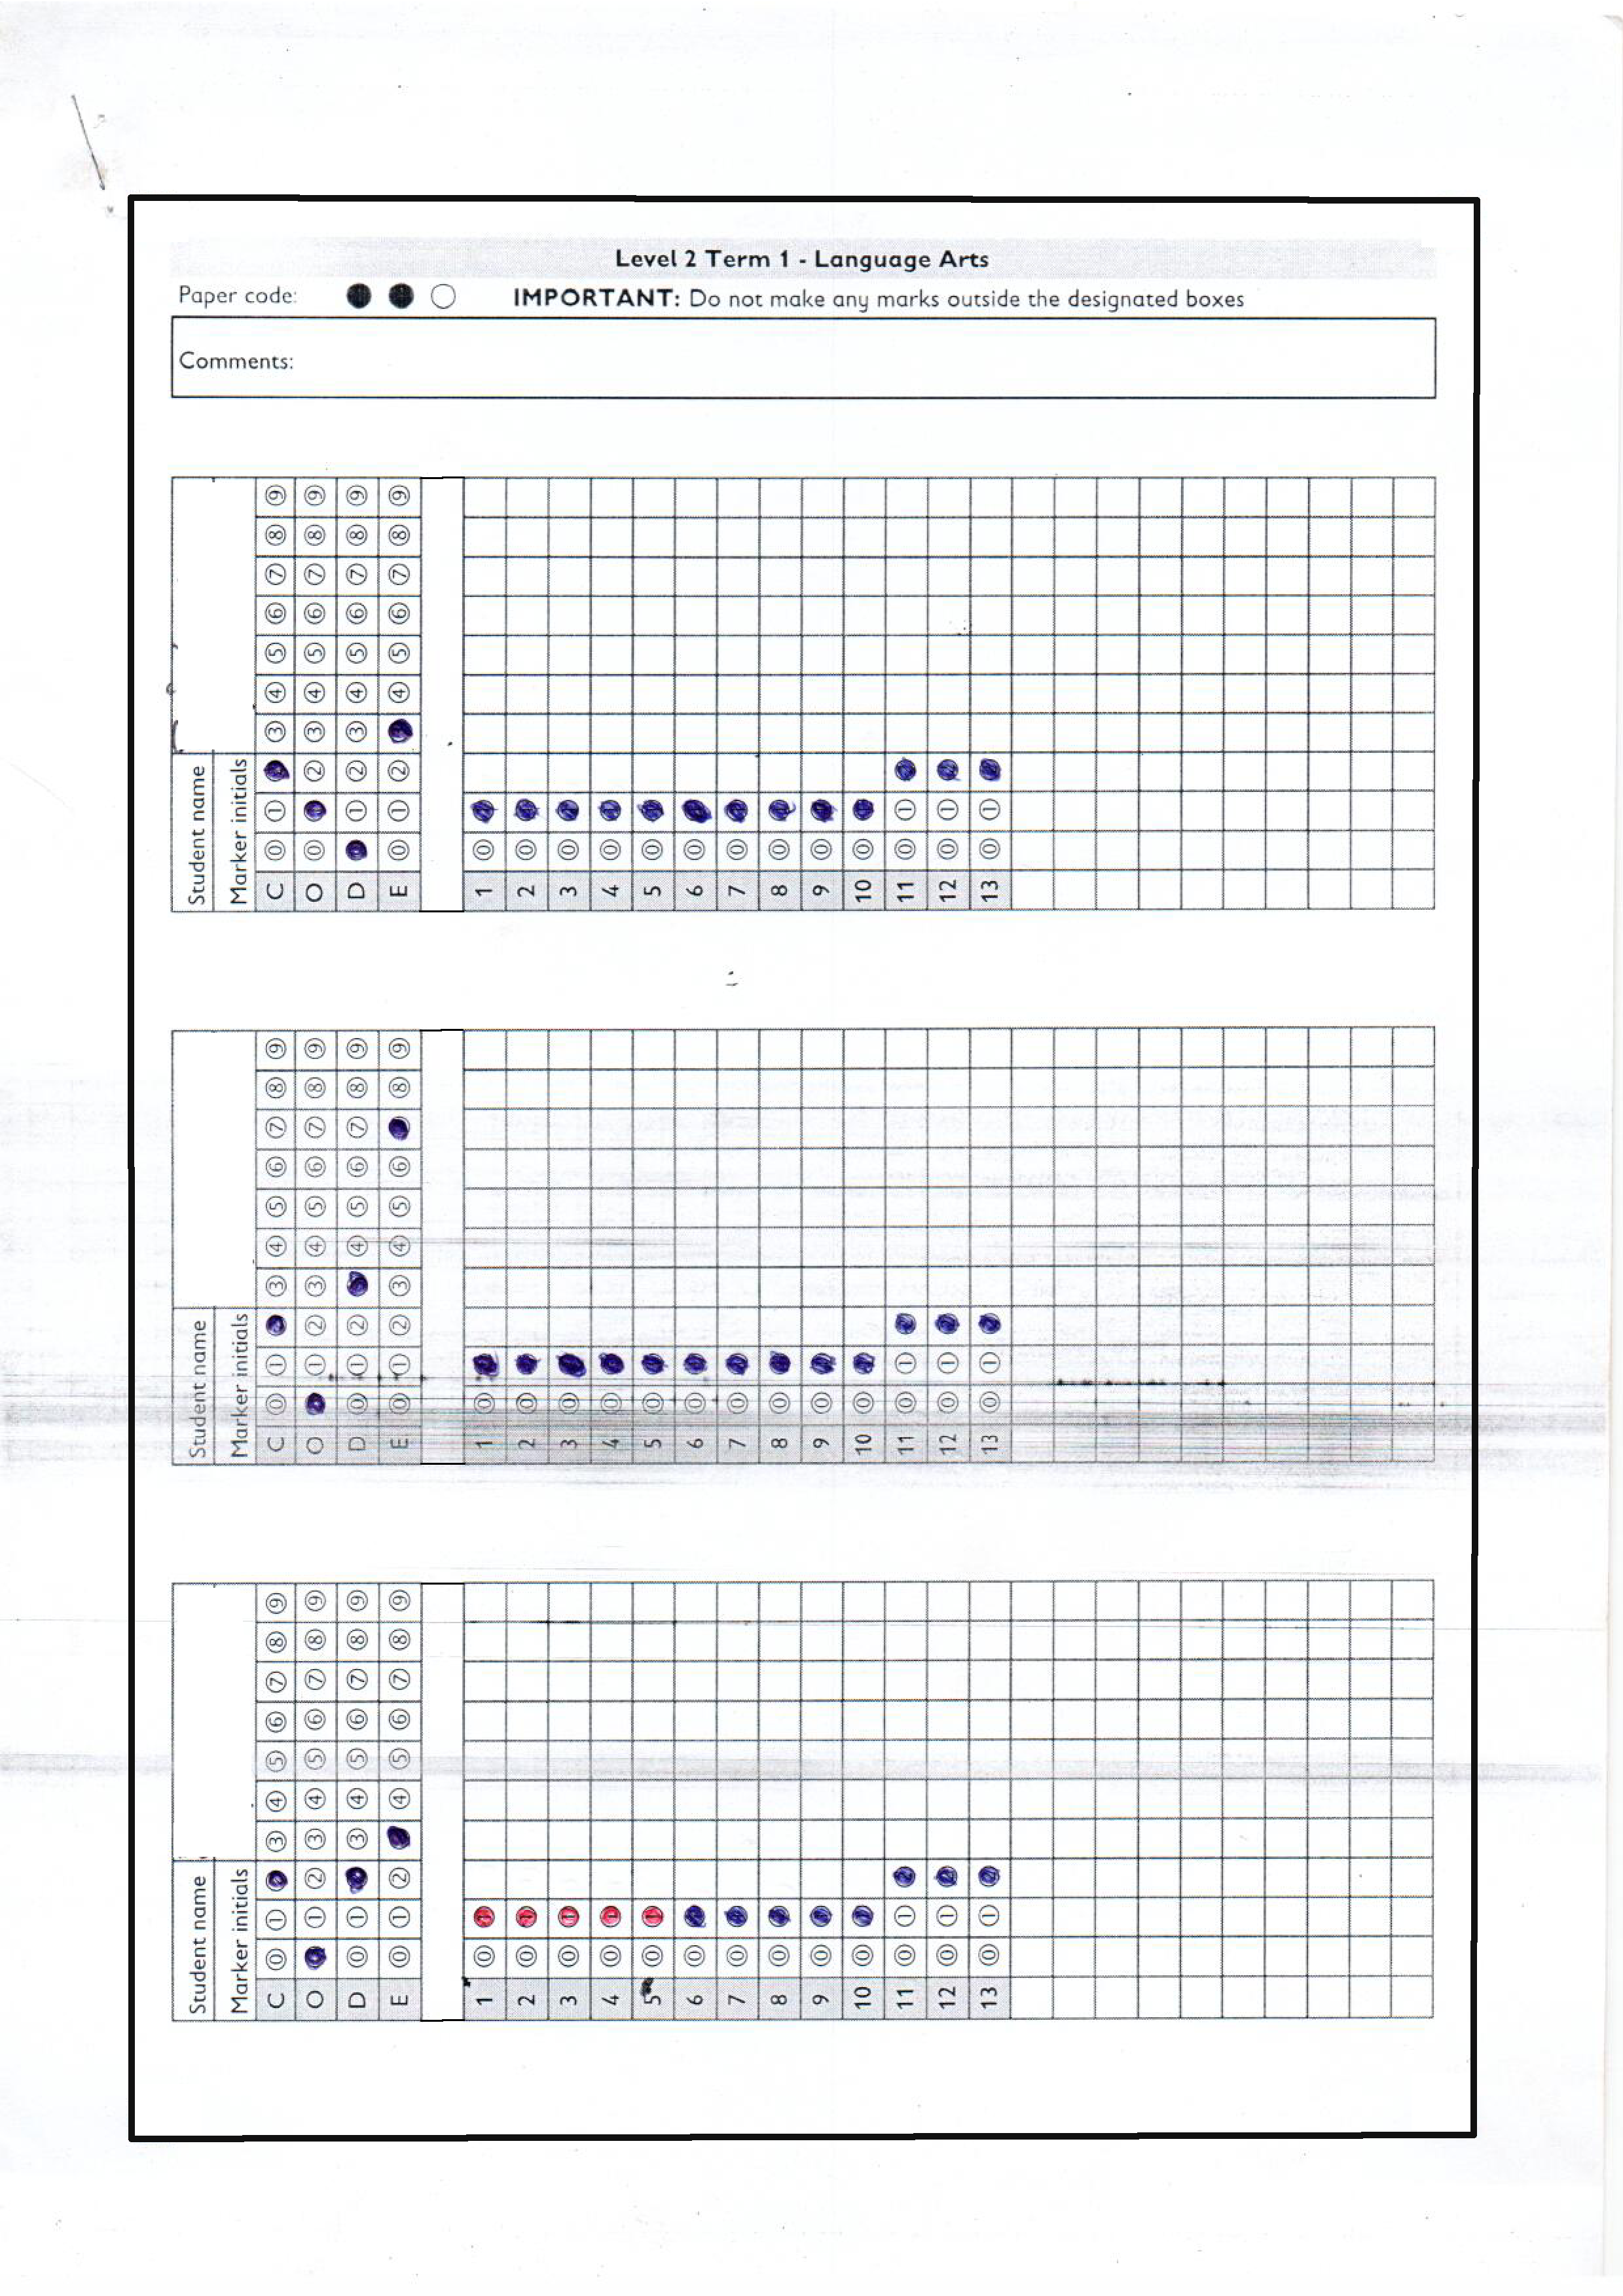 Level 2 Term 1 - Language Arts
Paper code: IMPORTANT: Do not make any marks outside the designated boxes
Comments:
Student name
Marker initials
C 0 1 3 4 5 6 7 8 9
O 0 2 3 4 5 6 7 8 9
D 1 2 3 4 5 6 7 8 9
E 0 1 2 4 5 6 7 8 9
1 0
2 0
3 0
4 0
5 0
6 0
7 0
8 0
9 0
10 0
11 0 1
12 0 1
13 0 1
Student name
Marker initials
C 0 1 3 4 5 6 7 8 9
O 1 2 3 4 5 6 7 8 9
D 0 1 2 4 5 6 7 8 9
E 0 1 2 3 4 5 6 8 9
1 0
2 0
3 0
4 0
5 0
6 0
7 0
8 0
9 0
10 0
11 0 1
12 0 1
13 0 1
Student name
Marker initials
C 0 1 3 4 5 6 7 8 9
O 1 2 3 4 5 6 7 8 9
D 0 1 3 4 5 6 7 8 9
E 0 1 2 4 5 6 7 8 9
1 0 1
2 0 1
3 0 1
4 0 1
5 0 1
6 0
7 0
8 0
9 0
10 0
11 0 1
12 0 1
13 0 1